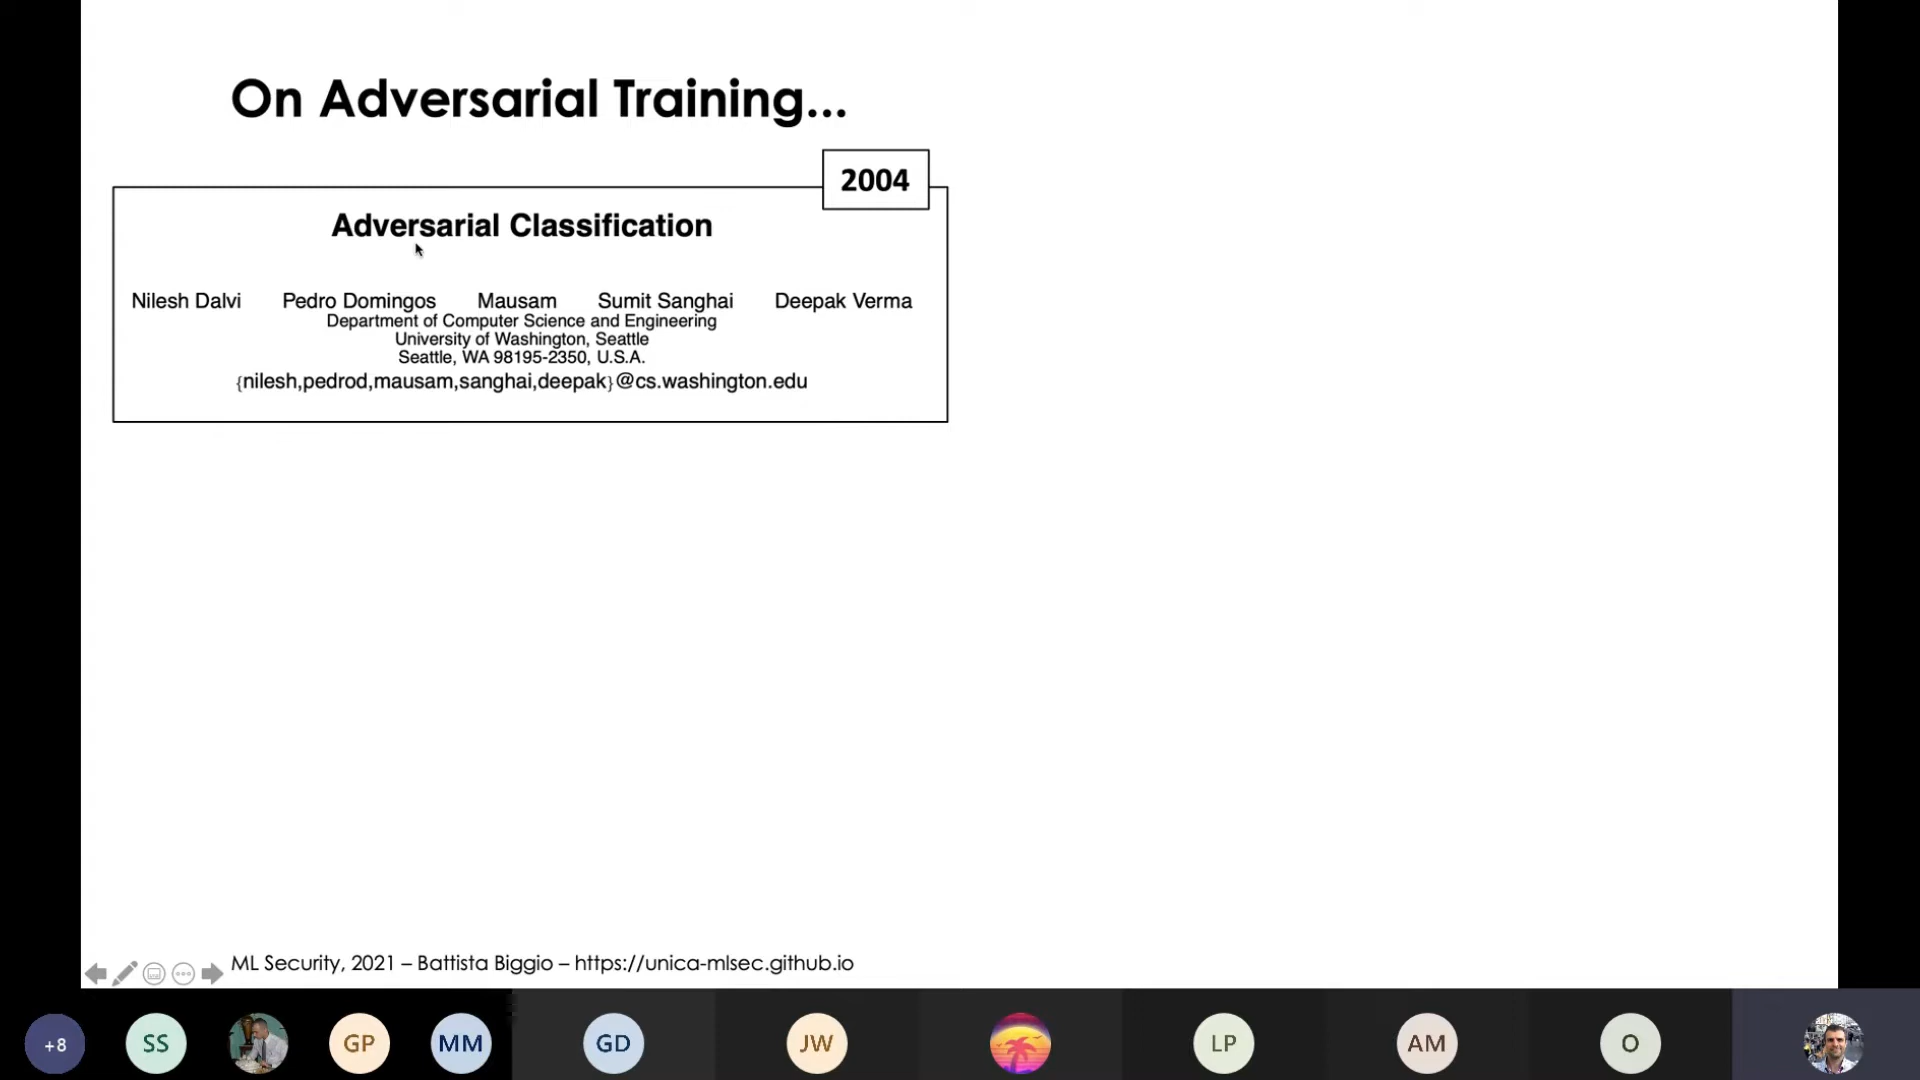 On Adversarial Training...
2004
Adversarial Classification
Nilesh Dalvi Pedro Domingos Mausam Sumit Sanghai Deepak Verma
Department of Computer Science and Engineering
University of Washington, Seattle
Seattle, WA 98195-2350, U.S.A.
{nilesh,pedrod,mausam,sanghai,deepak}@cs.washington.edu
ML Security, 2021 – Battista Biggio – https://unica-mlsec.github.io
+8 SS GP MM GD JW LP AM O